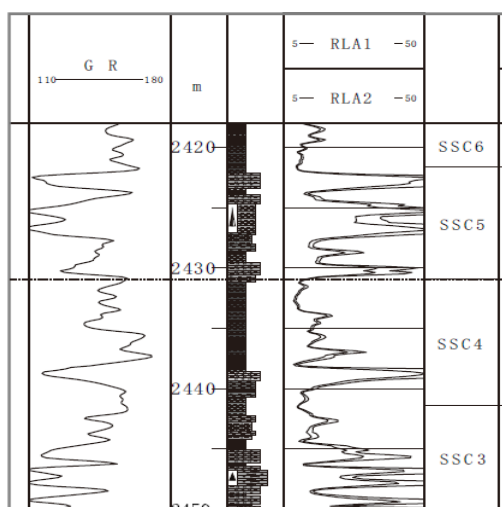 5— RLA1 —50
G R
110 180
m
5— RLA2 —50
2420
SSC6
SSC5
2430
SSC4
2440
SSC3